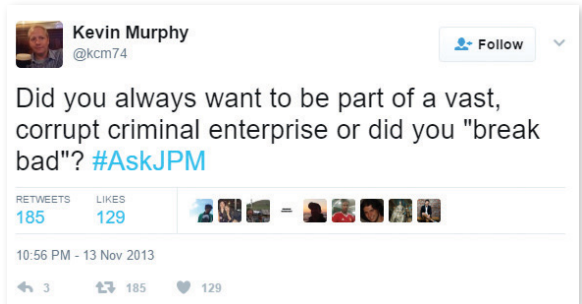 Kevin Murphy
@kcm74
Follow
Did you always want to be part of a vast,
corrupt criminal enterprise or did you "break
bad"? #AskJPM
RETWEETS LIKES
185 129
10:56 PM - 13 Nov 2013
3 185 129